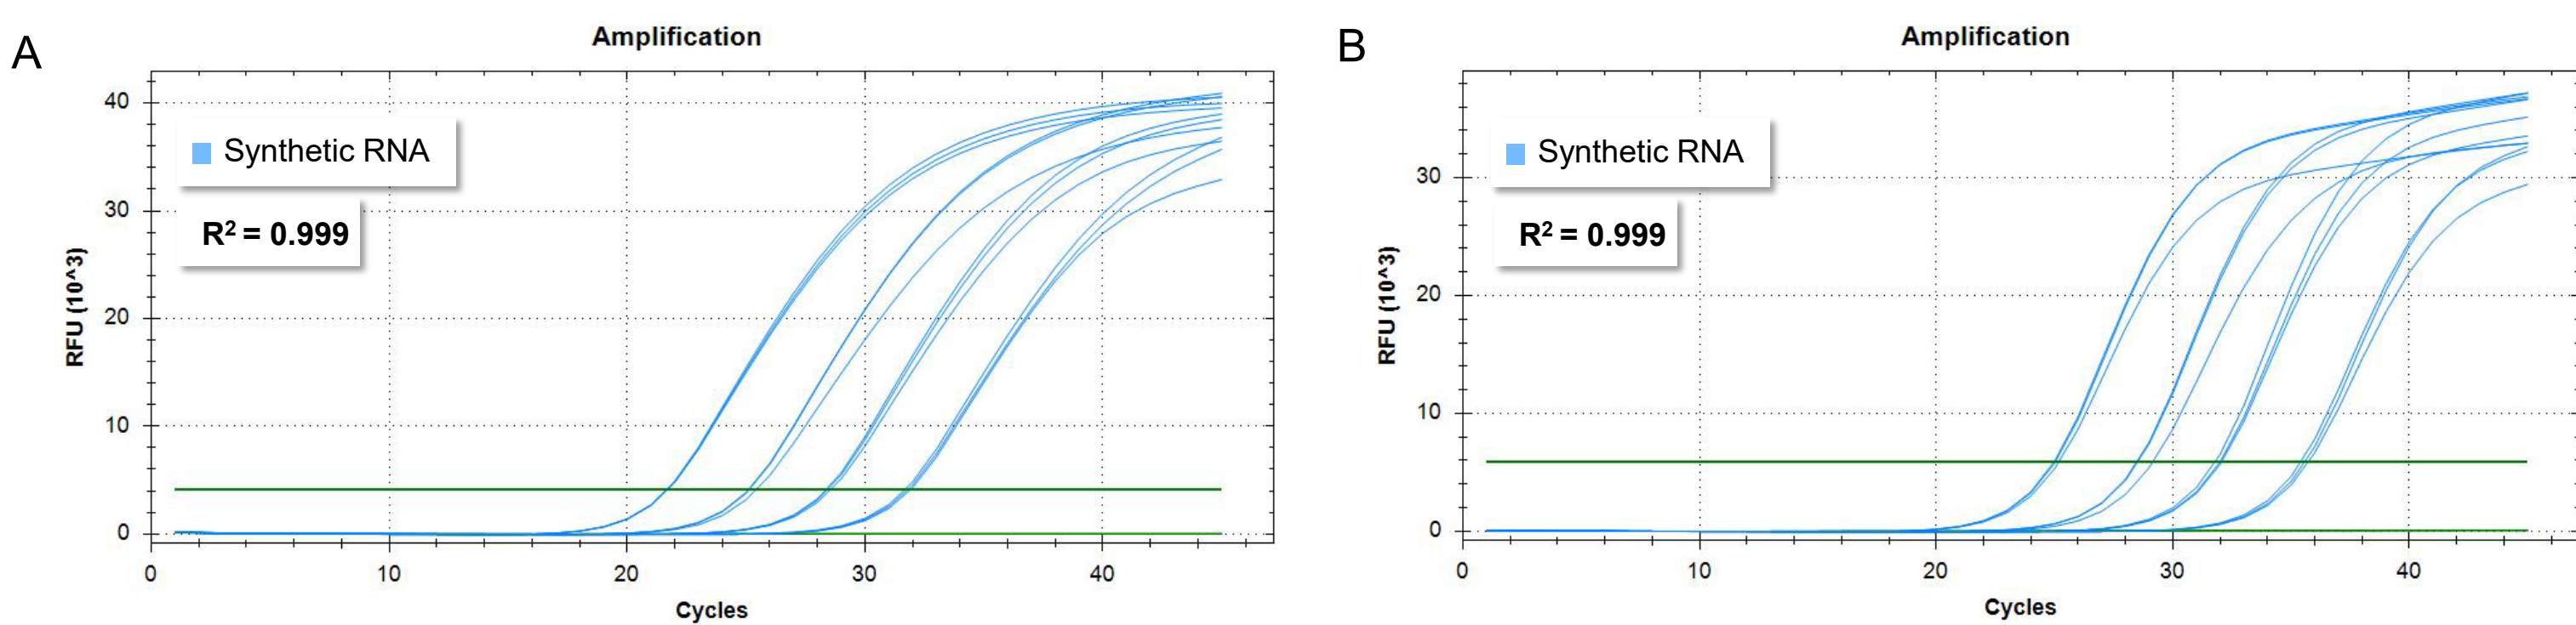 A
Amplification
40
30
20
10
0
Synthetic RNA
R² = 0.999
RFU (10^3)
0 10 20 30 40
Cycles
B
Amplification
30
20
10
0
Synthetic RNA
R² = 0.999
RFU (10^3)
0 10 20 30 40
Cycles